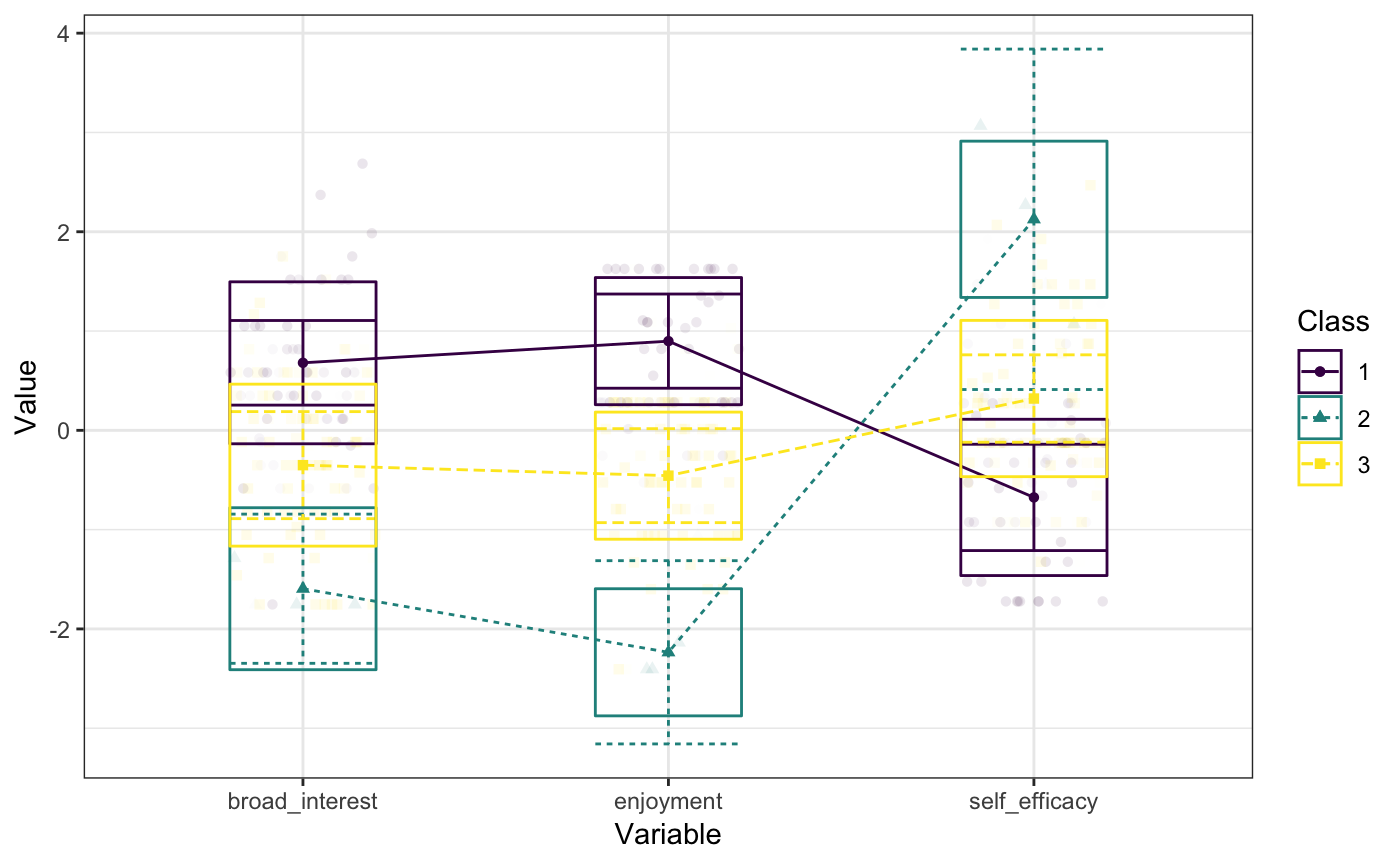 4
2
0
-2
Value
broad_interest
enjoyment
self_efficacy
Variable
Class
1
2
3